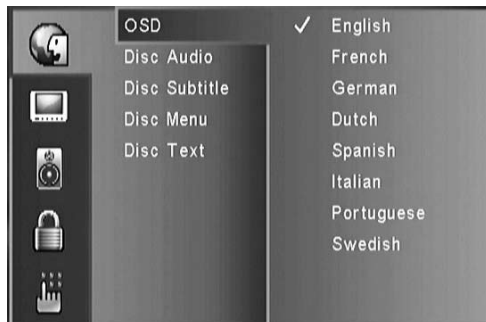 OSD
Disc Audio
Disc Subtitle
Disc Menu
Disc Text
✓ English
French
German
Dutch
Spanish
Italian
Portuguese
Swedish